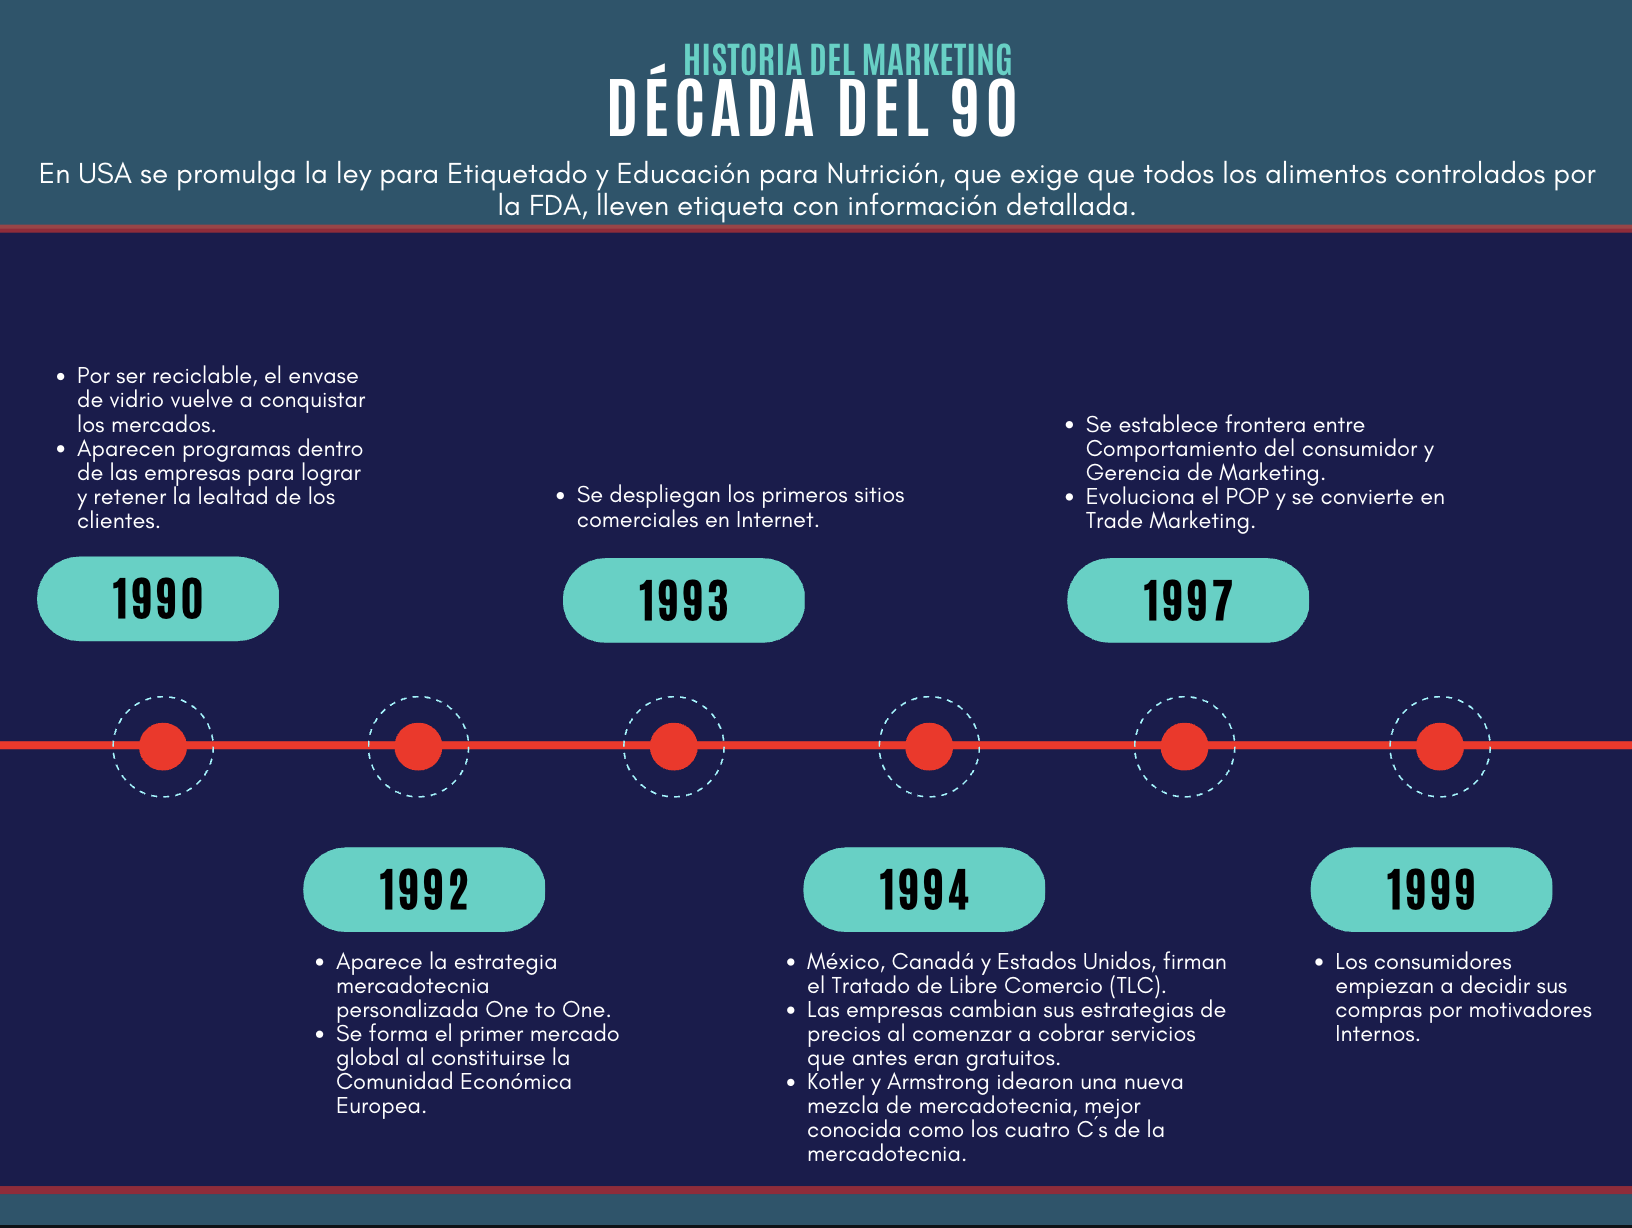 HISTORIA DEL MARKETING
DÉCADA DEL 90
En USA se promulga la ley para Etiquetado y Educación para Nutrición, que exige que todos los alimentos controlados por
la FDA, lleven etiqueta con información detallada.
• Por ser reciclable, el envase
de vidrio vuelve a conquistar
los mercados.
• Aparecen programas dentro
de las empresas para lograr
y retener la lealtad de los
clientes.
1990
• Se despliegan los primeros sitios
comerciales en Internet.
1993
• Se establece frontera entre
Comportamiento del consumidor y
Gerencia de Marketing.
• Evoluciona el POP y se convierte en
Trade Marketing.
1997
1992
• Aparece la estrategia
mercadotecnia
personalizada One to One.
• Se forma el primer mercado
global al constituirse la
Comunidad Económica
Europea.
1994
• México, Canadá y Estados Unidos, firman
el Tratado de Libre Comercio (TLC).
• Las empresas cambian sus estrategias de
precios al comenzar a cobrar servicios
que antes eran gratuitos.
• Kotler y Armstrong idearon una nueva
mezcla de mercadotecnia, mejor
conocida como los cuatro C´s de la
mercadotecnia.
1999
• Los consumidores
empiezan a decidir sus
compras por motivadores
Internos.